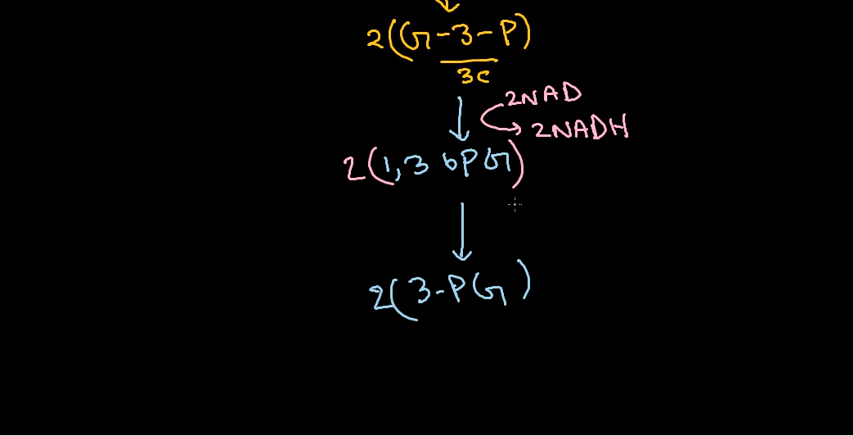 2(G-3-P)
3C
2NAD
2NADH
2(1,3 bPG)
2(3-PG)